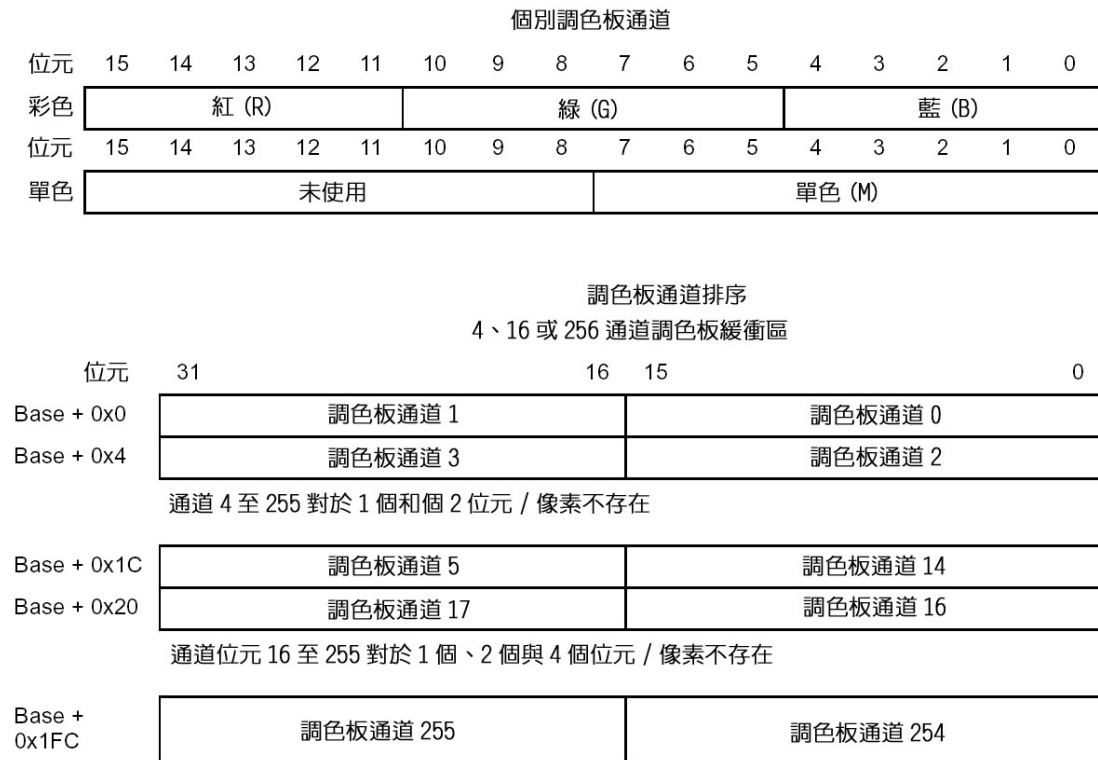 個別調色板通道
位元 15 14 13 12 11 10 9 8 7 6 5 4 3 2 1 0
彩色 紅 (R) 綠 (G) 藍 (B)
位元 15 14 13 12 11 10 9 8 7 6 5 4 3 2 1 0
單色 未使用 單色 (M)
調色板通道排序
4、16 或 256 通道調色板緩衝區
位元 31 16 15 0
Base + 0x0 調色板通道 1 調色板通道 0
Base + 0x4 調色板通道 3 調色板通道 2
通道 4 至 255 對於 1 個和個 2 位元 / 像素不存在
Base + 0x1C 調色板通道 5 調色板通道 14
Base + 0x20 調色板通道 17 調色板通道 16
通道位元 16 至 255 對於 1 個、2 個與 4 個位元 / 像素不存在
Base +
0x1FC 調色板通道 255 調色板通道 254